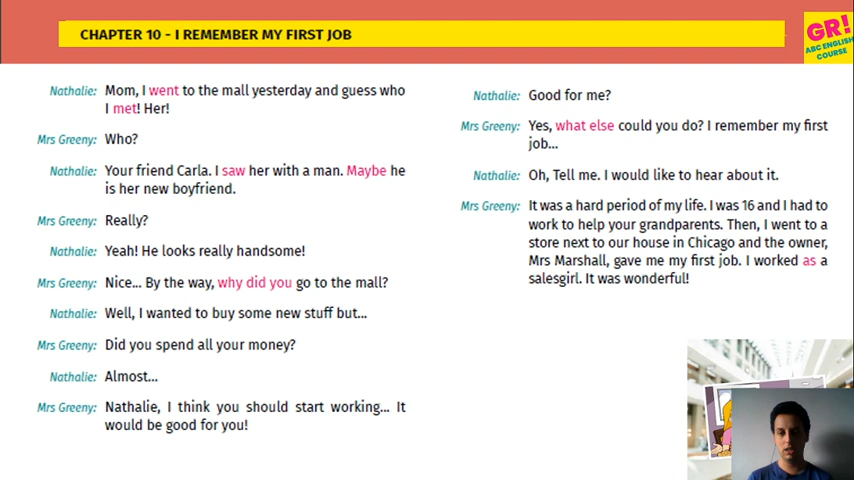 CHAPTER 10 - I REMEMBER MY FIRST JOB
GR!
ABC ENGLISH
COURSE
Nathalie: Mom, I went to the mall yesterday and guess who
I met! Her!
Mrs Greeny: Who?
Nathalie: Your friend Carla. I saw her with a man. Maybe he
is her new boyfriend.
Mrs Greeny: Really?
Nathalie: Yeah! He looks really handsome!
Mrs Greeny: Nice... By the way, why did you go to the mall?
Nathalie: Well, I wanted to buy some new stuff but...
Mrs Greeny: Did you spend all your money?
Nathalie: Almost...
Mrs Greeny: Nathalie, I think you should start working... It
would be good for you!
Nathalie: Good for me?
Mrs Greeny: Yes, what else could you do? I remember my first
job...
Nathalie: Oh, Tell me. I would like to hear about it.
Mrs Greeny: It was a hard period of my life. I was 16 and I had to
work to help your grandparents. Then, I went to a
store next to our house in Chicago and the owner,
Mrs Marshall, gave me my first job. I worked as a
salesgirl. It was wonderful!